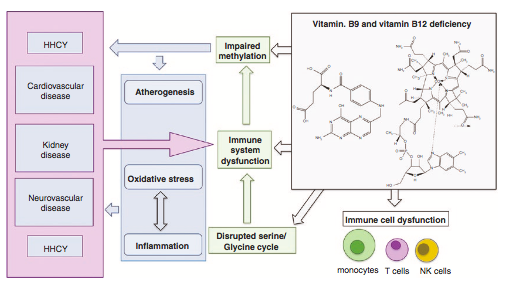 HHCY
Cardiovascular
disease
Kidney
disease
Neurovascular
disease
HHCY
Atherogenesis
Oxidative stress
Inflammation
Impaired
methylation
Immune
system
dysfunction
Disrupted serine/
Glycine cycle
Vitamin. B9 and vitamin B12 deficiency
Immune cell dysfunction
monocytes
T cells
NK cells